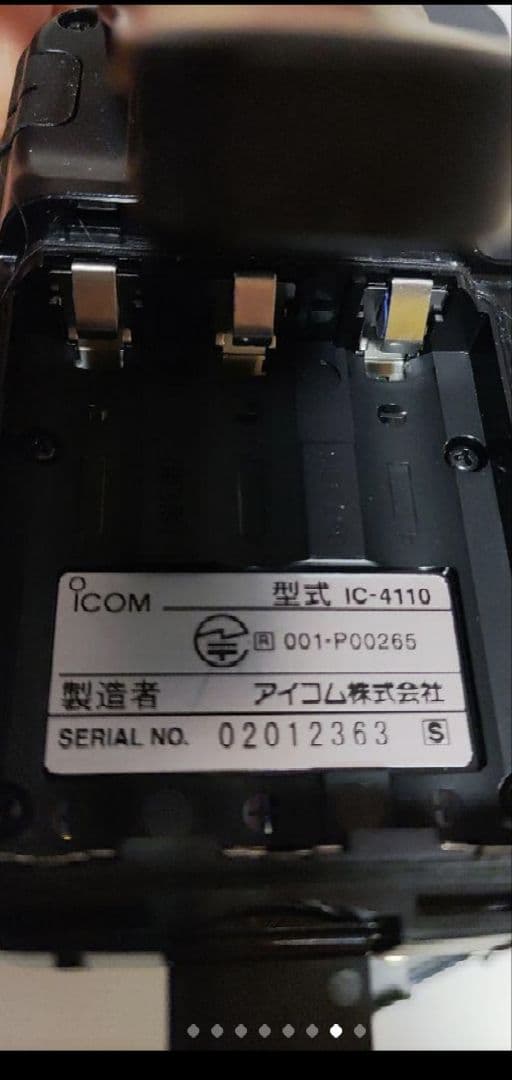 ICOM 型式 IC-4110
R 001-P00265
製造者 アイコム株式会社
SERIAL NO. 02012363 S